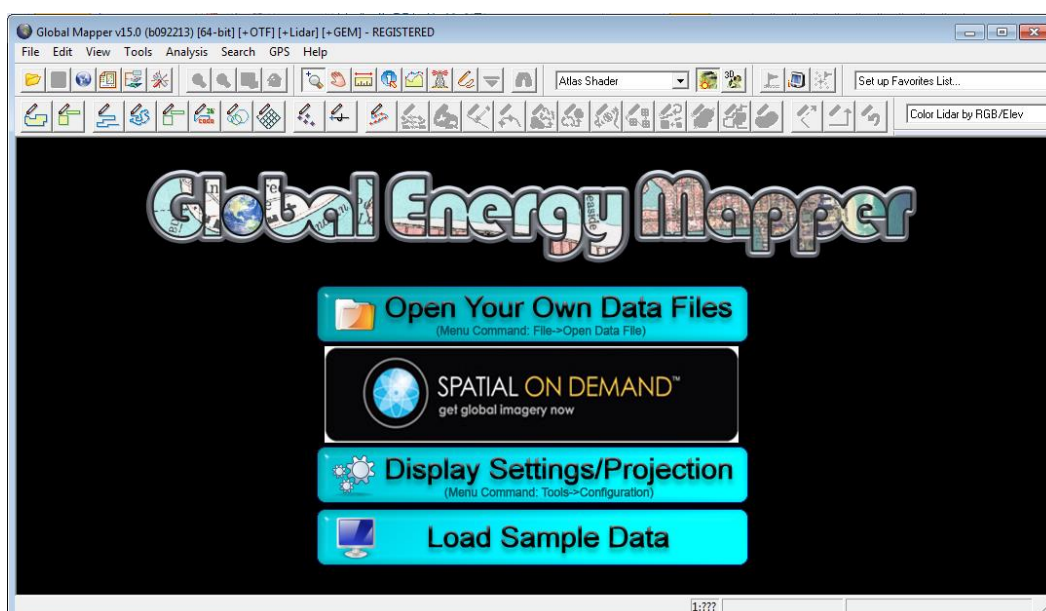 Global Mapper v15.0 (b092213) [64-bit] [+OTF] [+Lidar] [+GEM] - REGISTERED
File Edit View Tools Analysis Search GPS Help
Atlas Shader
3D
Set up Favorites List...
Color Lidar by RGB/Elev
Global Energy Mapper
Open Your Own Data Files
(Menu Command: File->Open Data File)
SPATIAL ON DEMAND™
get global imagery now
Display Settings/Projection
(Menu Command: Tools->Configuration)
Load Sample Data
1:???